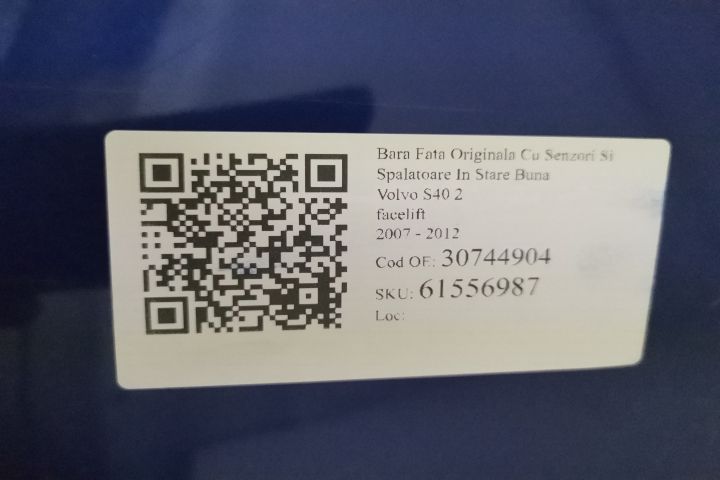 Bara Fata Originala Cu Senzori Si
Spalatoare In Stare Buna
Volvo S40 2
facelift
2007 - 2012
Cod OE: 30744904
SKU: 61556987
Loc: